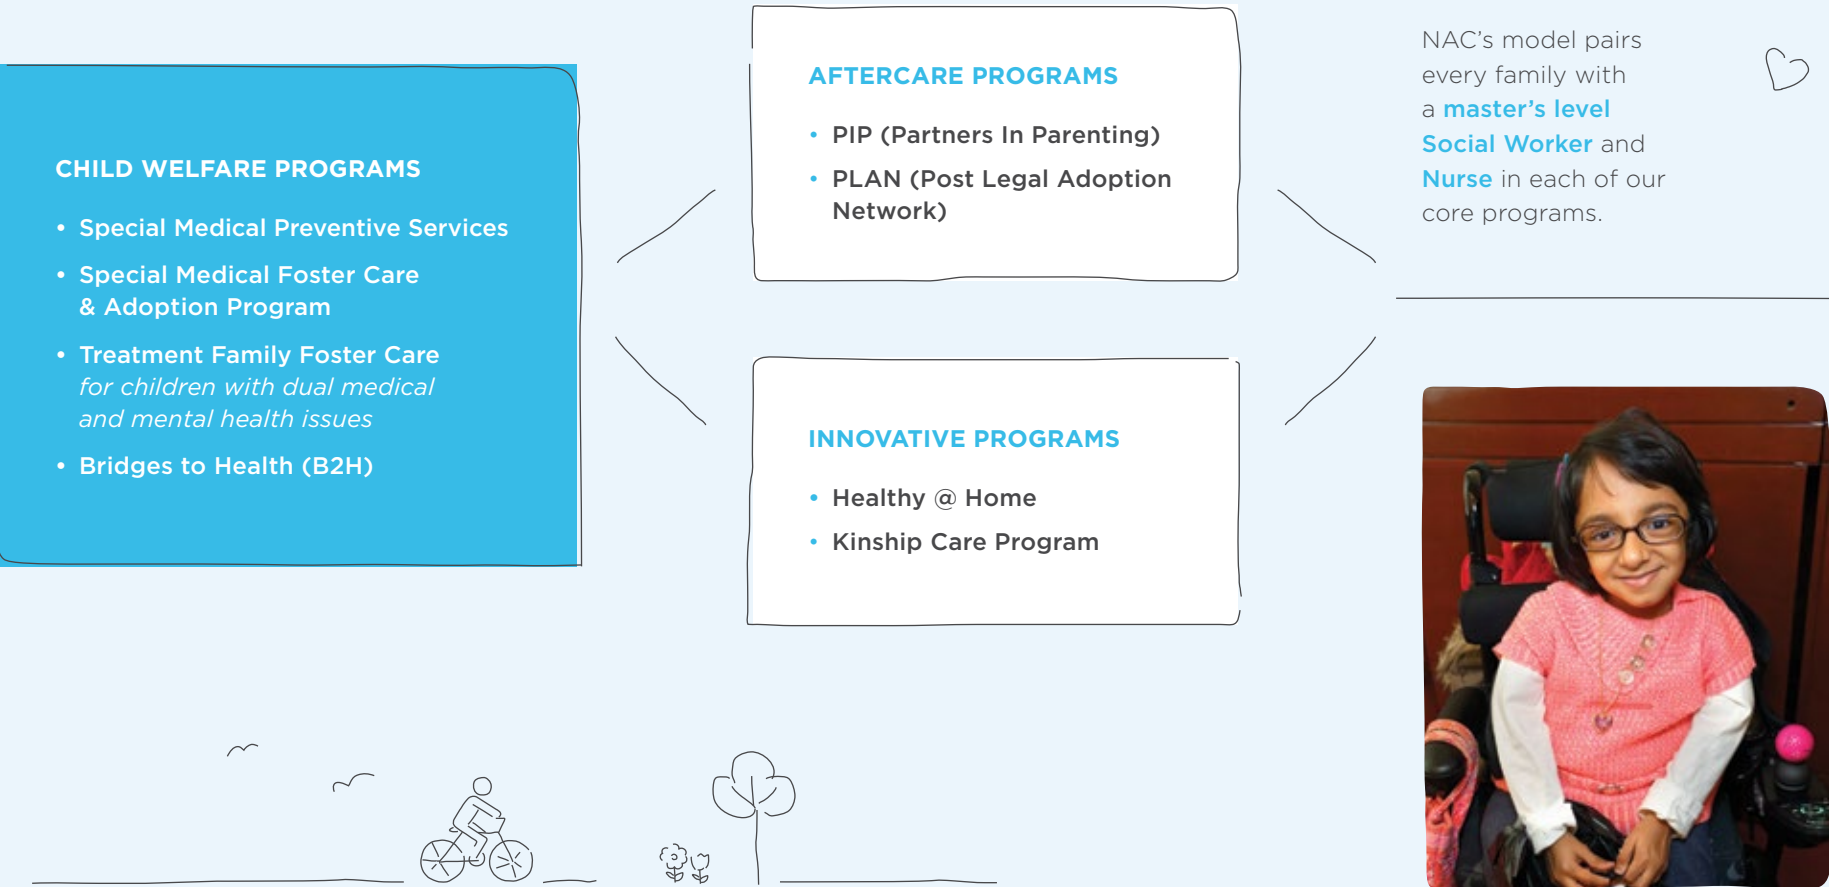 CHILD WELFARE PROGRAMS
• Special Medical Preventive Services
• Special Medical Foster Care
& Adoption Program
• Treatment Family Foster Care
for children with dual medical
and mental health issues
• Bridges to Health (B2H)
AFTERCARE PROGRAMS
• PIP (Partners In Parenting)
• PLAN (Post Legal Adoption
Network)
INNOVATIVE PROGRAMS
• Healthy @ Home
• Kinship Care Program
NAC’s model pairs
every family with
a master’s level
Social Worker and
Nurse in each of our
core programs.